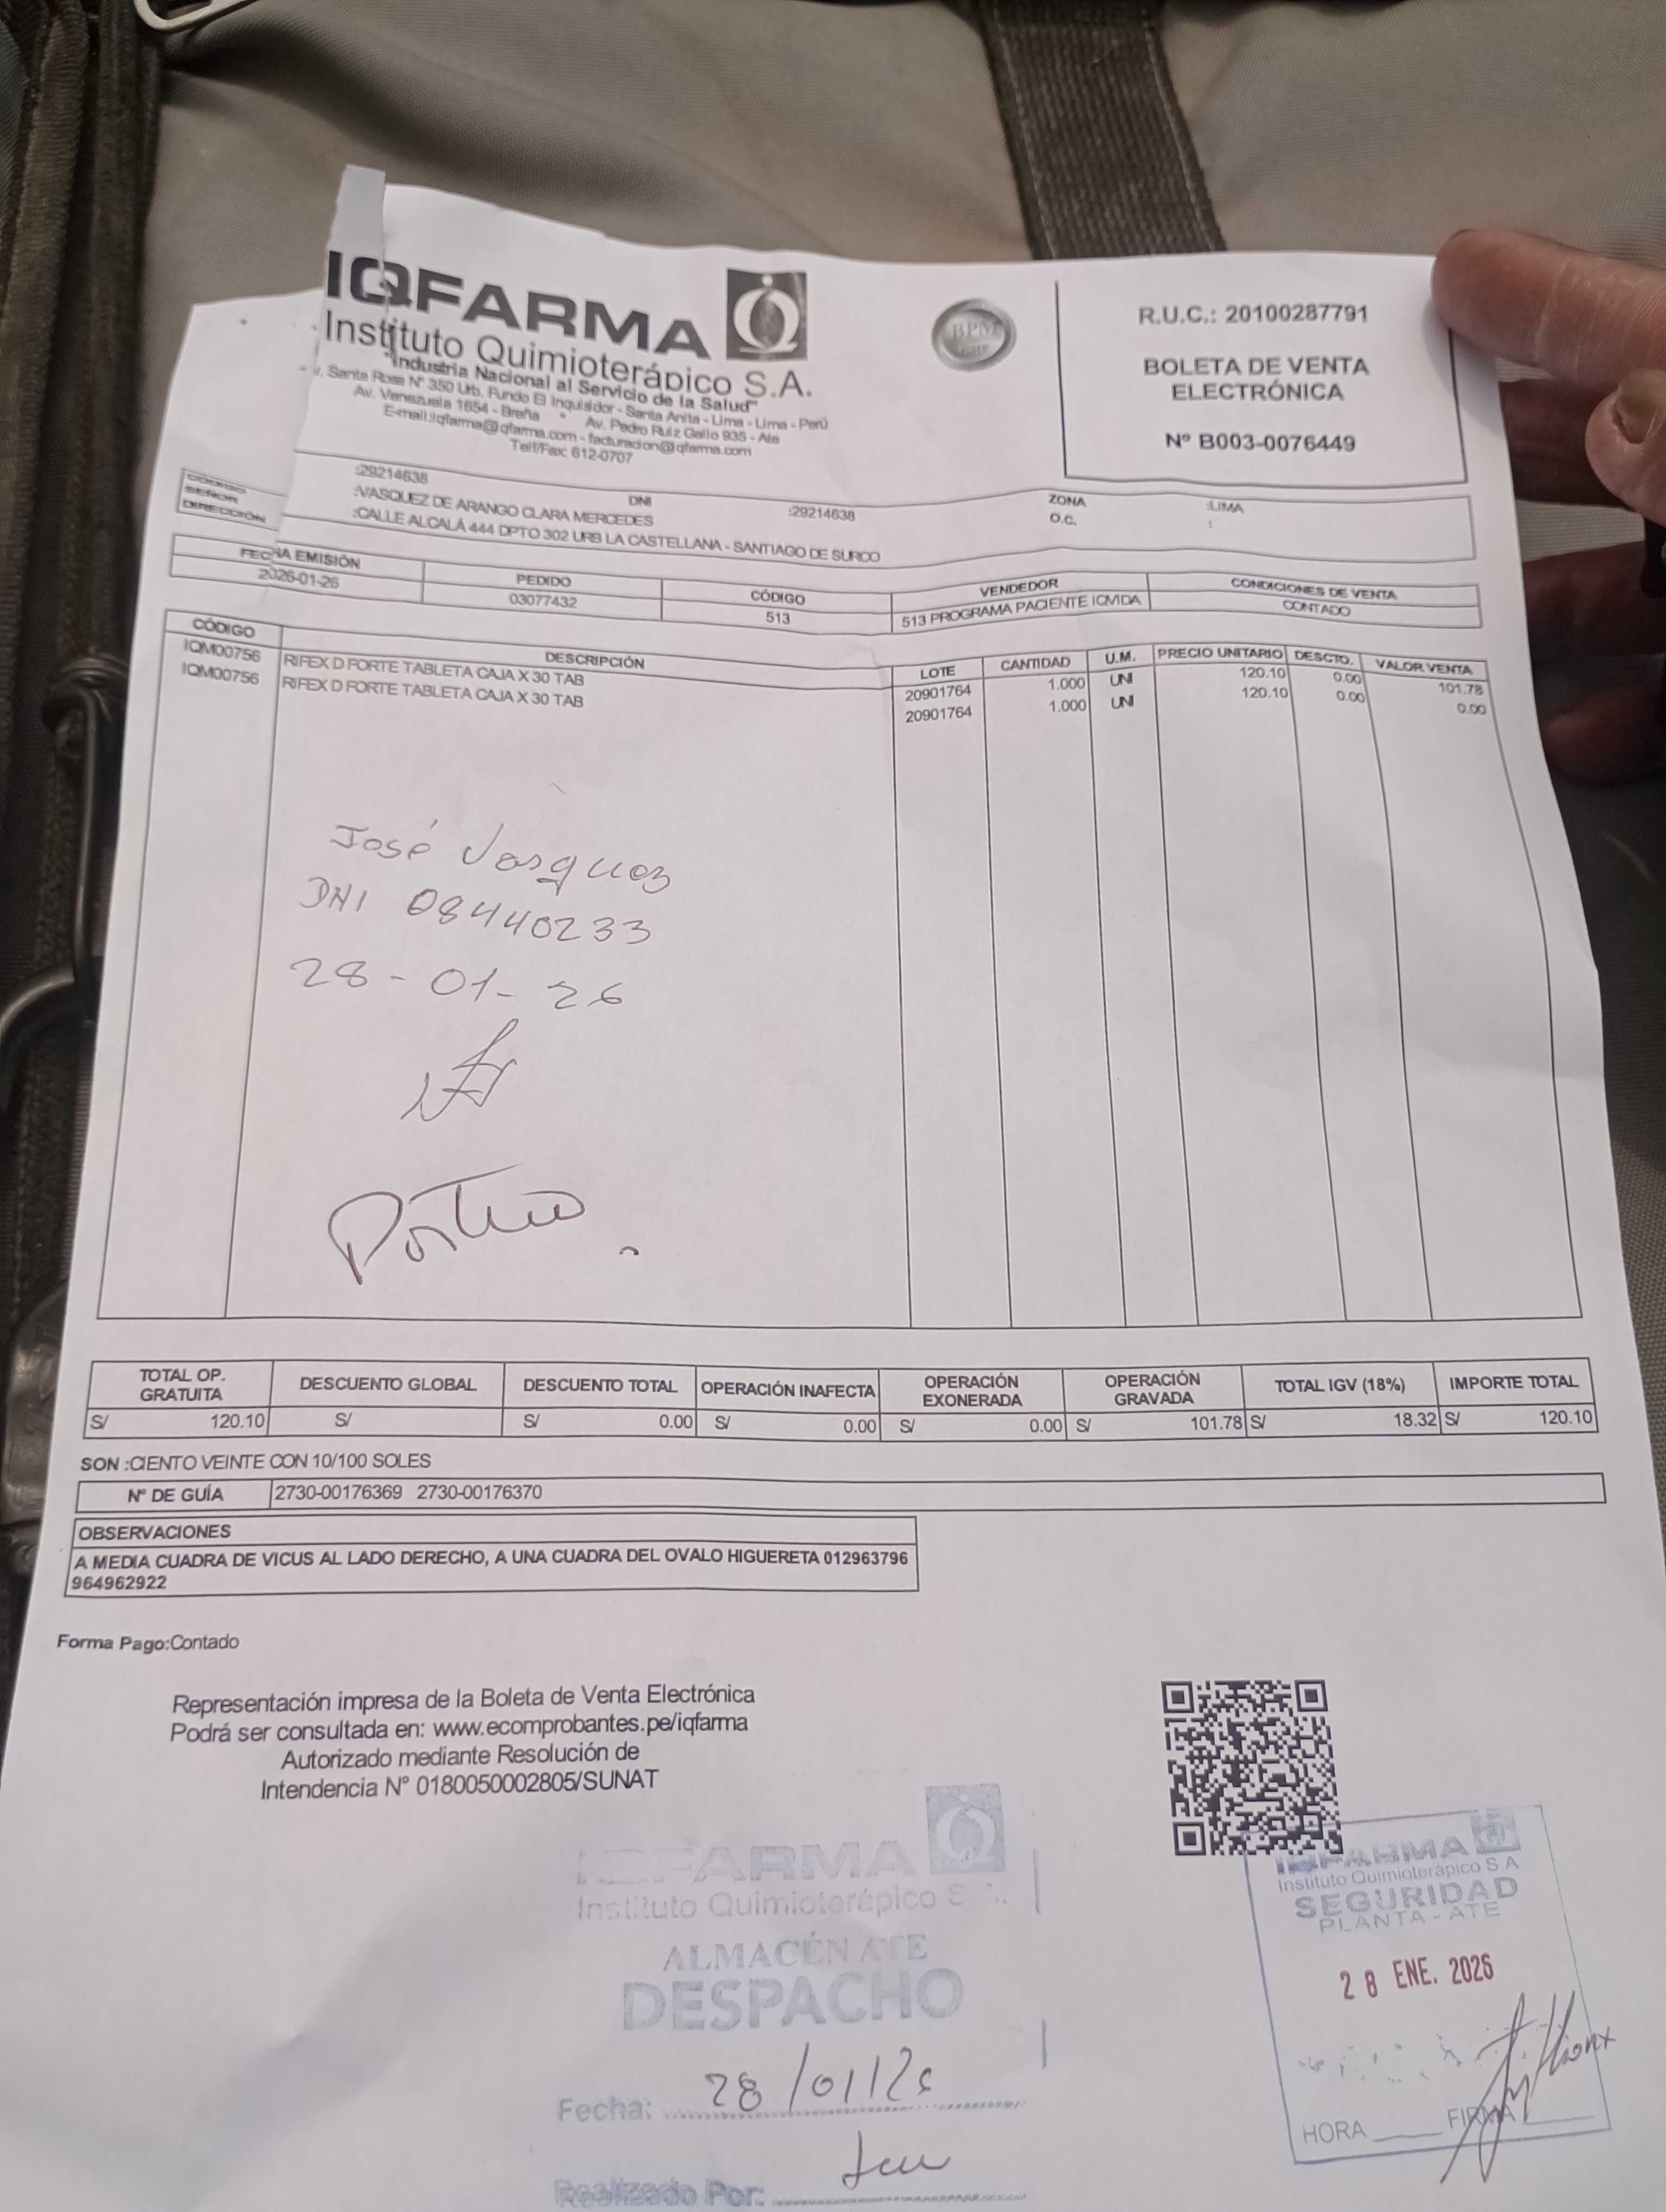 IQFARMA
Instituto Quimioterápico S.A.
"Industria Nacional al Servicio de la Salud"
Av. Santa Rosa N° 350 Urb. Fundo El Inquisidor - Santa Anita - Lima - Lima - Perú
Av. Venezuela 1654 - Breña * Av. Pedro Ruiz Gallo 935 - Ate
E-mail:iqfarma@iqfarma.com - facturacion@iqfarma.com
Telf/Fax: 612-0707
BPM
R.U.C.: 20100287791
BOLETA DE VENTA
ELECTRÓNICA
N° B003-0076449
CÓDIGO :29214638 DNI :29214638 ZONA :LIMA
SEÑOR :VASQUEZ DE ARANGO CLARA MERCEDES O.C. :
DIRECCIÓN :CALLE ALCALÁ 444 DPTO 302 URB LA CASTELLANA - SANTIAGO DE SURCO
FECHA EMISIÓN PEDIDO CÓDIGO VENDEDOR CONDICIONES DE VENTA
2026-01-26 03077432 513 513 PROGRAMA PACIENTE IQVIDA CONTADO
CÓDIGO DESCRIPCIÓN LOTE CANTIDAD U.M. PRECIO UNITARIO DESCTO. VALOR VENTA
IQM00756 RIFEX D FORTE TABLETA CAJA X 30 TAB 20901764 1.000 UNI 120.10 0.00 101.78
IQM00756 RIFEX D FORTE TABLETA CAJA X 30 TAB 20901764 1.000 UNI 120.10 0.00 0.00
José Vasquez
DNI 08440233
28-01-26
TOTAL OP. GRATUITA DESCUENTO GLOBAL DESCUENTO TOTAL OPERACIÓN INAFECTA OPERACIÓN EXONERADA OPERACIÓN GRAVADA TOTAL IGV (18%) IMPORTE TOTAL
S/ 120.10 S/ S/ 0.00 S/ 0.00 S/ 0.00 S/ 101.78 S/ 18.32 S/ 120.10
SON :CIENTO VEINTE CON 10/100 SOLES
N° DE GUÍA 2730-00176369 2730-00176370
OBSERVACIONES
A MEDIA CUADRA DE VICUS AL LADO DERECHO, A UNA CUADRA DEL OVALO HIGUERETA 012963796
964962922
Forma Pago:Contado
Representación impresa de la Boleta de Venta Electrónica
Podrá ser consultada en: www.ecomprobantes.pe/iqfarma
Autorizado mediante Resolución de
Intendencia N° 0180050002805/SUNAT
IQFARMA
Instituto Quimioterápico S.A.
ALMACÉN ATE
DESPACHO
Fecha: 28/01/26
Realizado Por:
IQFARMA
Instituto Quimioterápico S.A
SEGURIDAD
PLANTA - ATE
28 ENE. 2026
HORA FIRMA